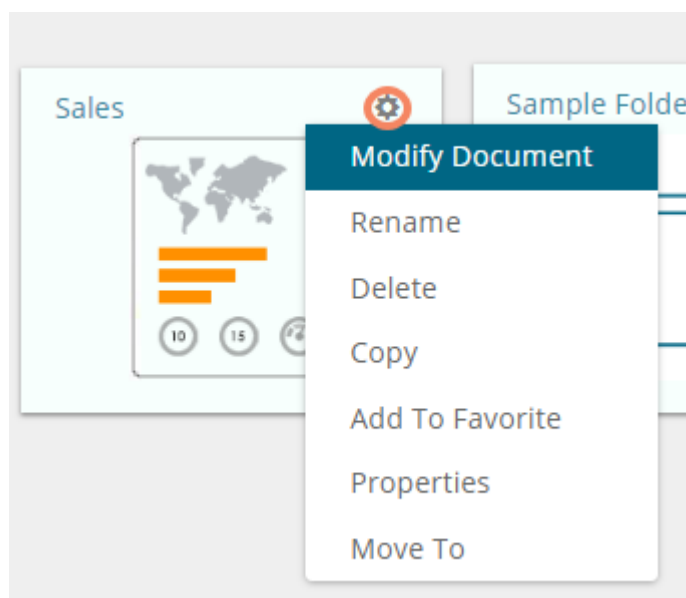 Sales
Sample Folde
Modify Document
Rename
Delete
10 15
Copy
Add To Favorite
Properties
Move To